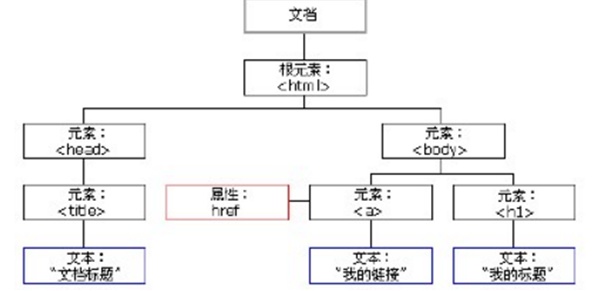 文档
根元素：
<html>
元素：
<head>
元素：
<body>
元素：
<title>
属性：
href
元素：
<a>
元素：
<h1>
文本：
"文档标题"
文本：
"我的链接"
文本：
"我的标题"